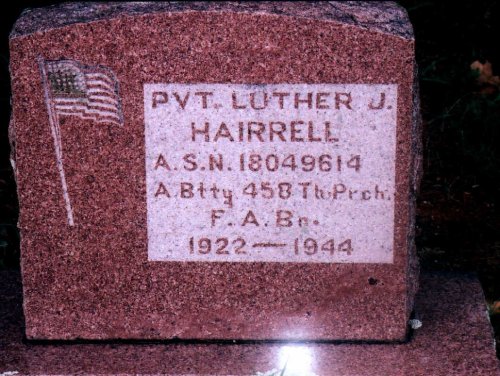 PVT. LUTHER J.
HAIRRELL
A.S.N. 18049614
A Btty 458 Th Prch.
F. A. Bn.
1922 — 1944